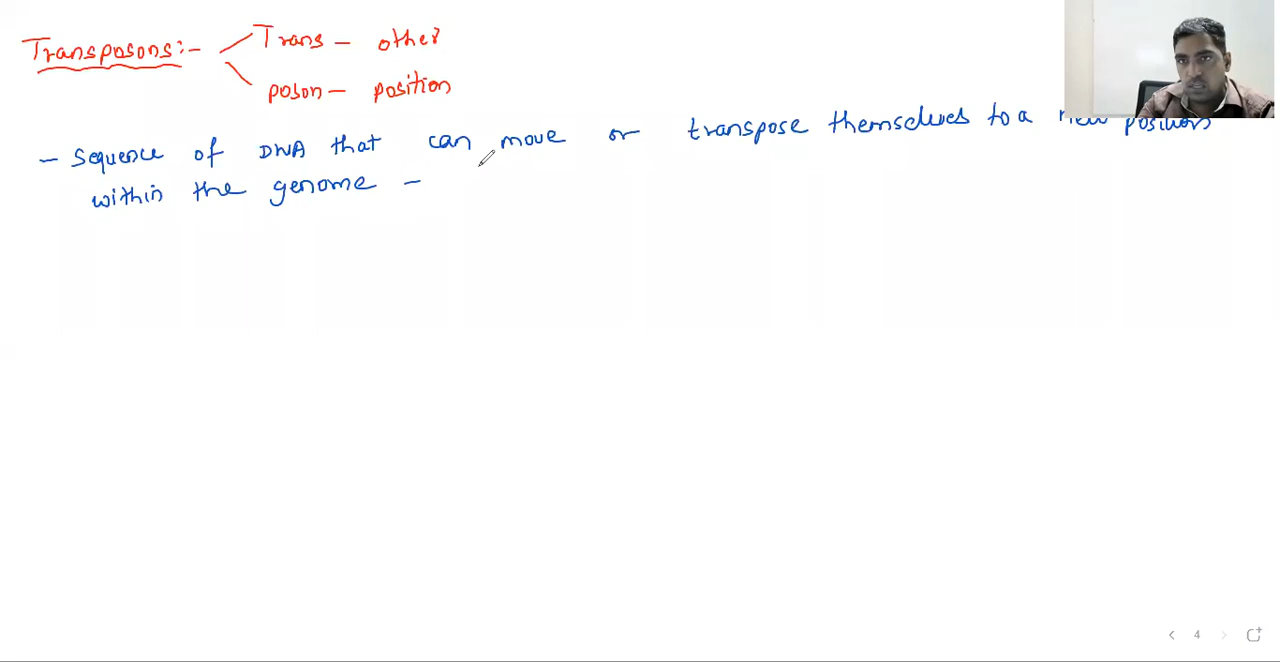 Transposons:- Trans - other
poson - position
- Sequence of DNA that can move or transpose themselves to a new position
within the genome -
4